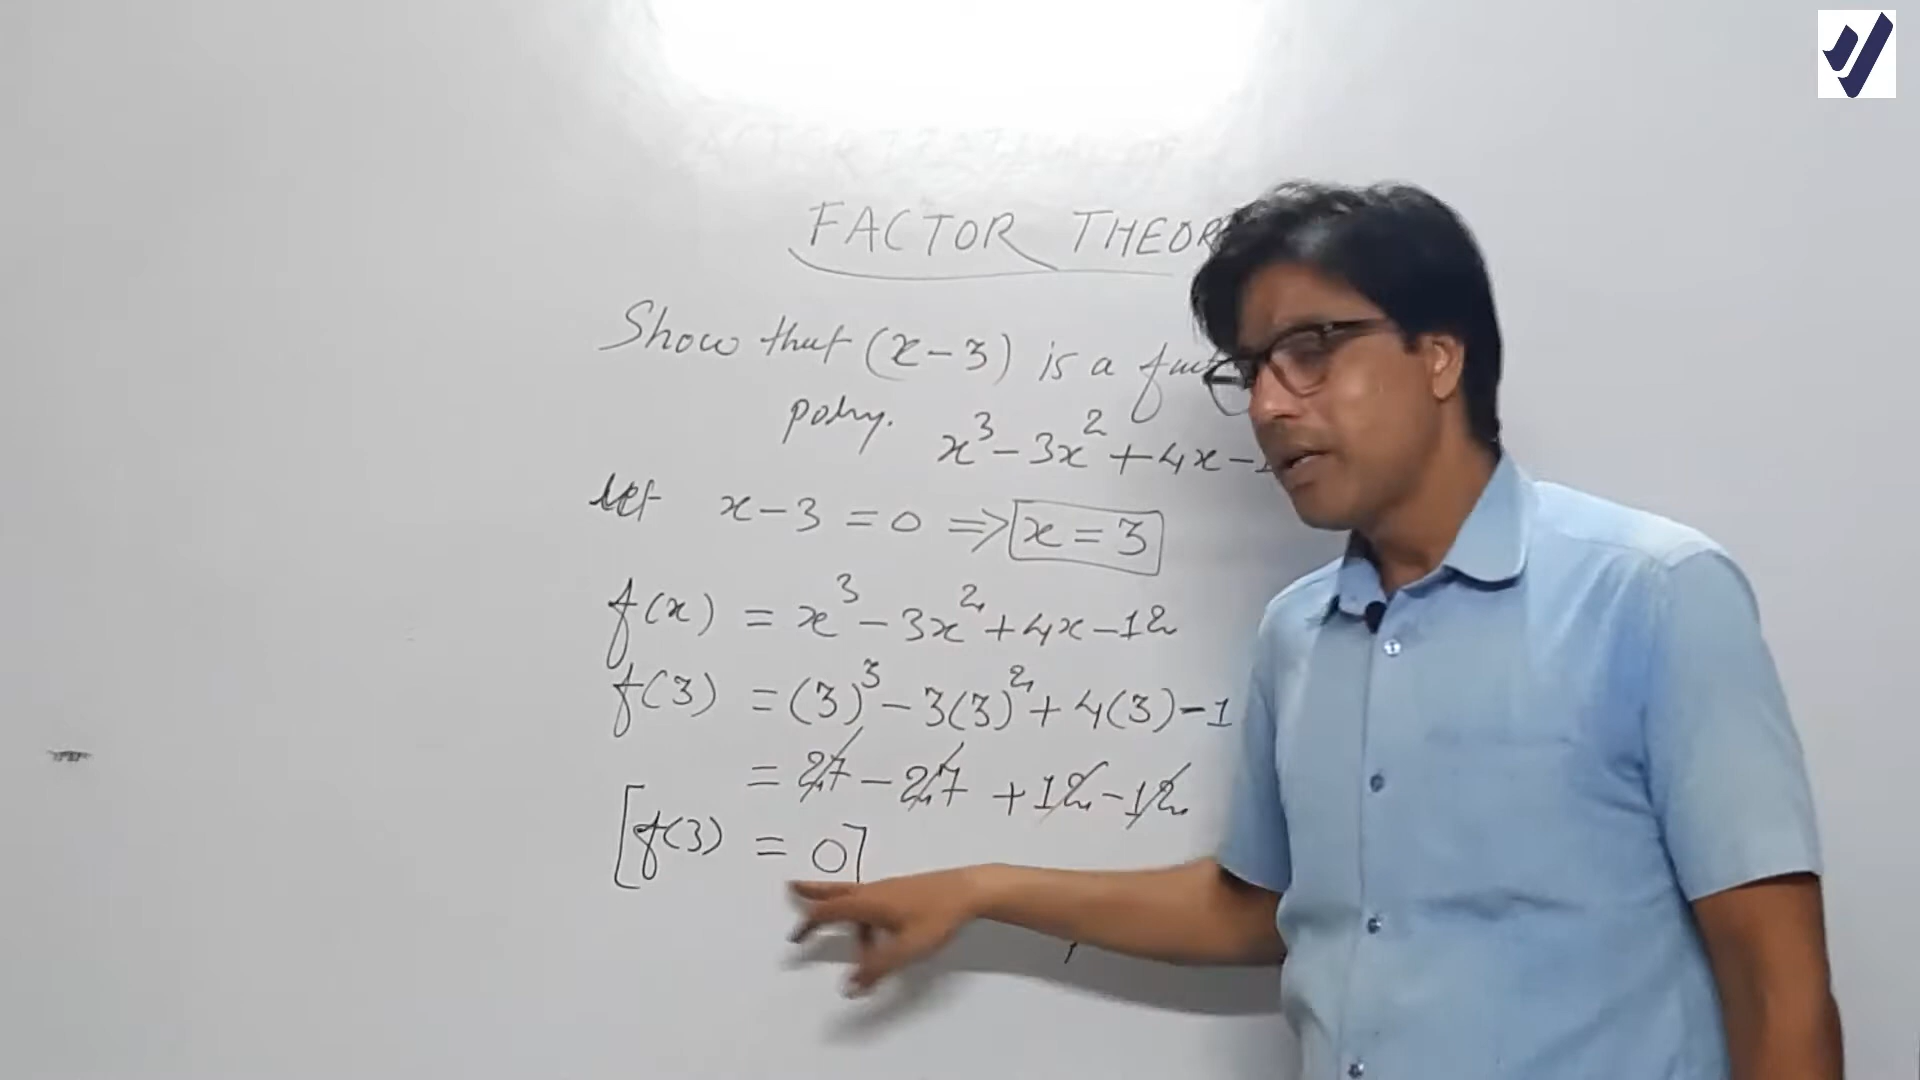 FACTOR THEOR
Show that (x-3) is a
poly. x³-3x²+4x-1
let x-3=0 ⇒ x=3
f(x) = x³-3x²+4x-12
f(3) = (3)³-3(3)²+4(3)-1
= 27-27+12-12
[f(3) = 0]